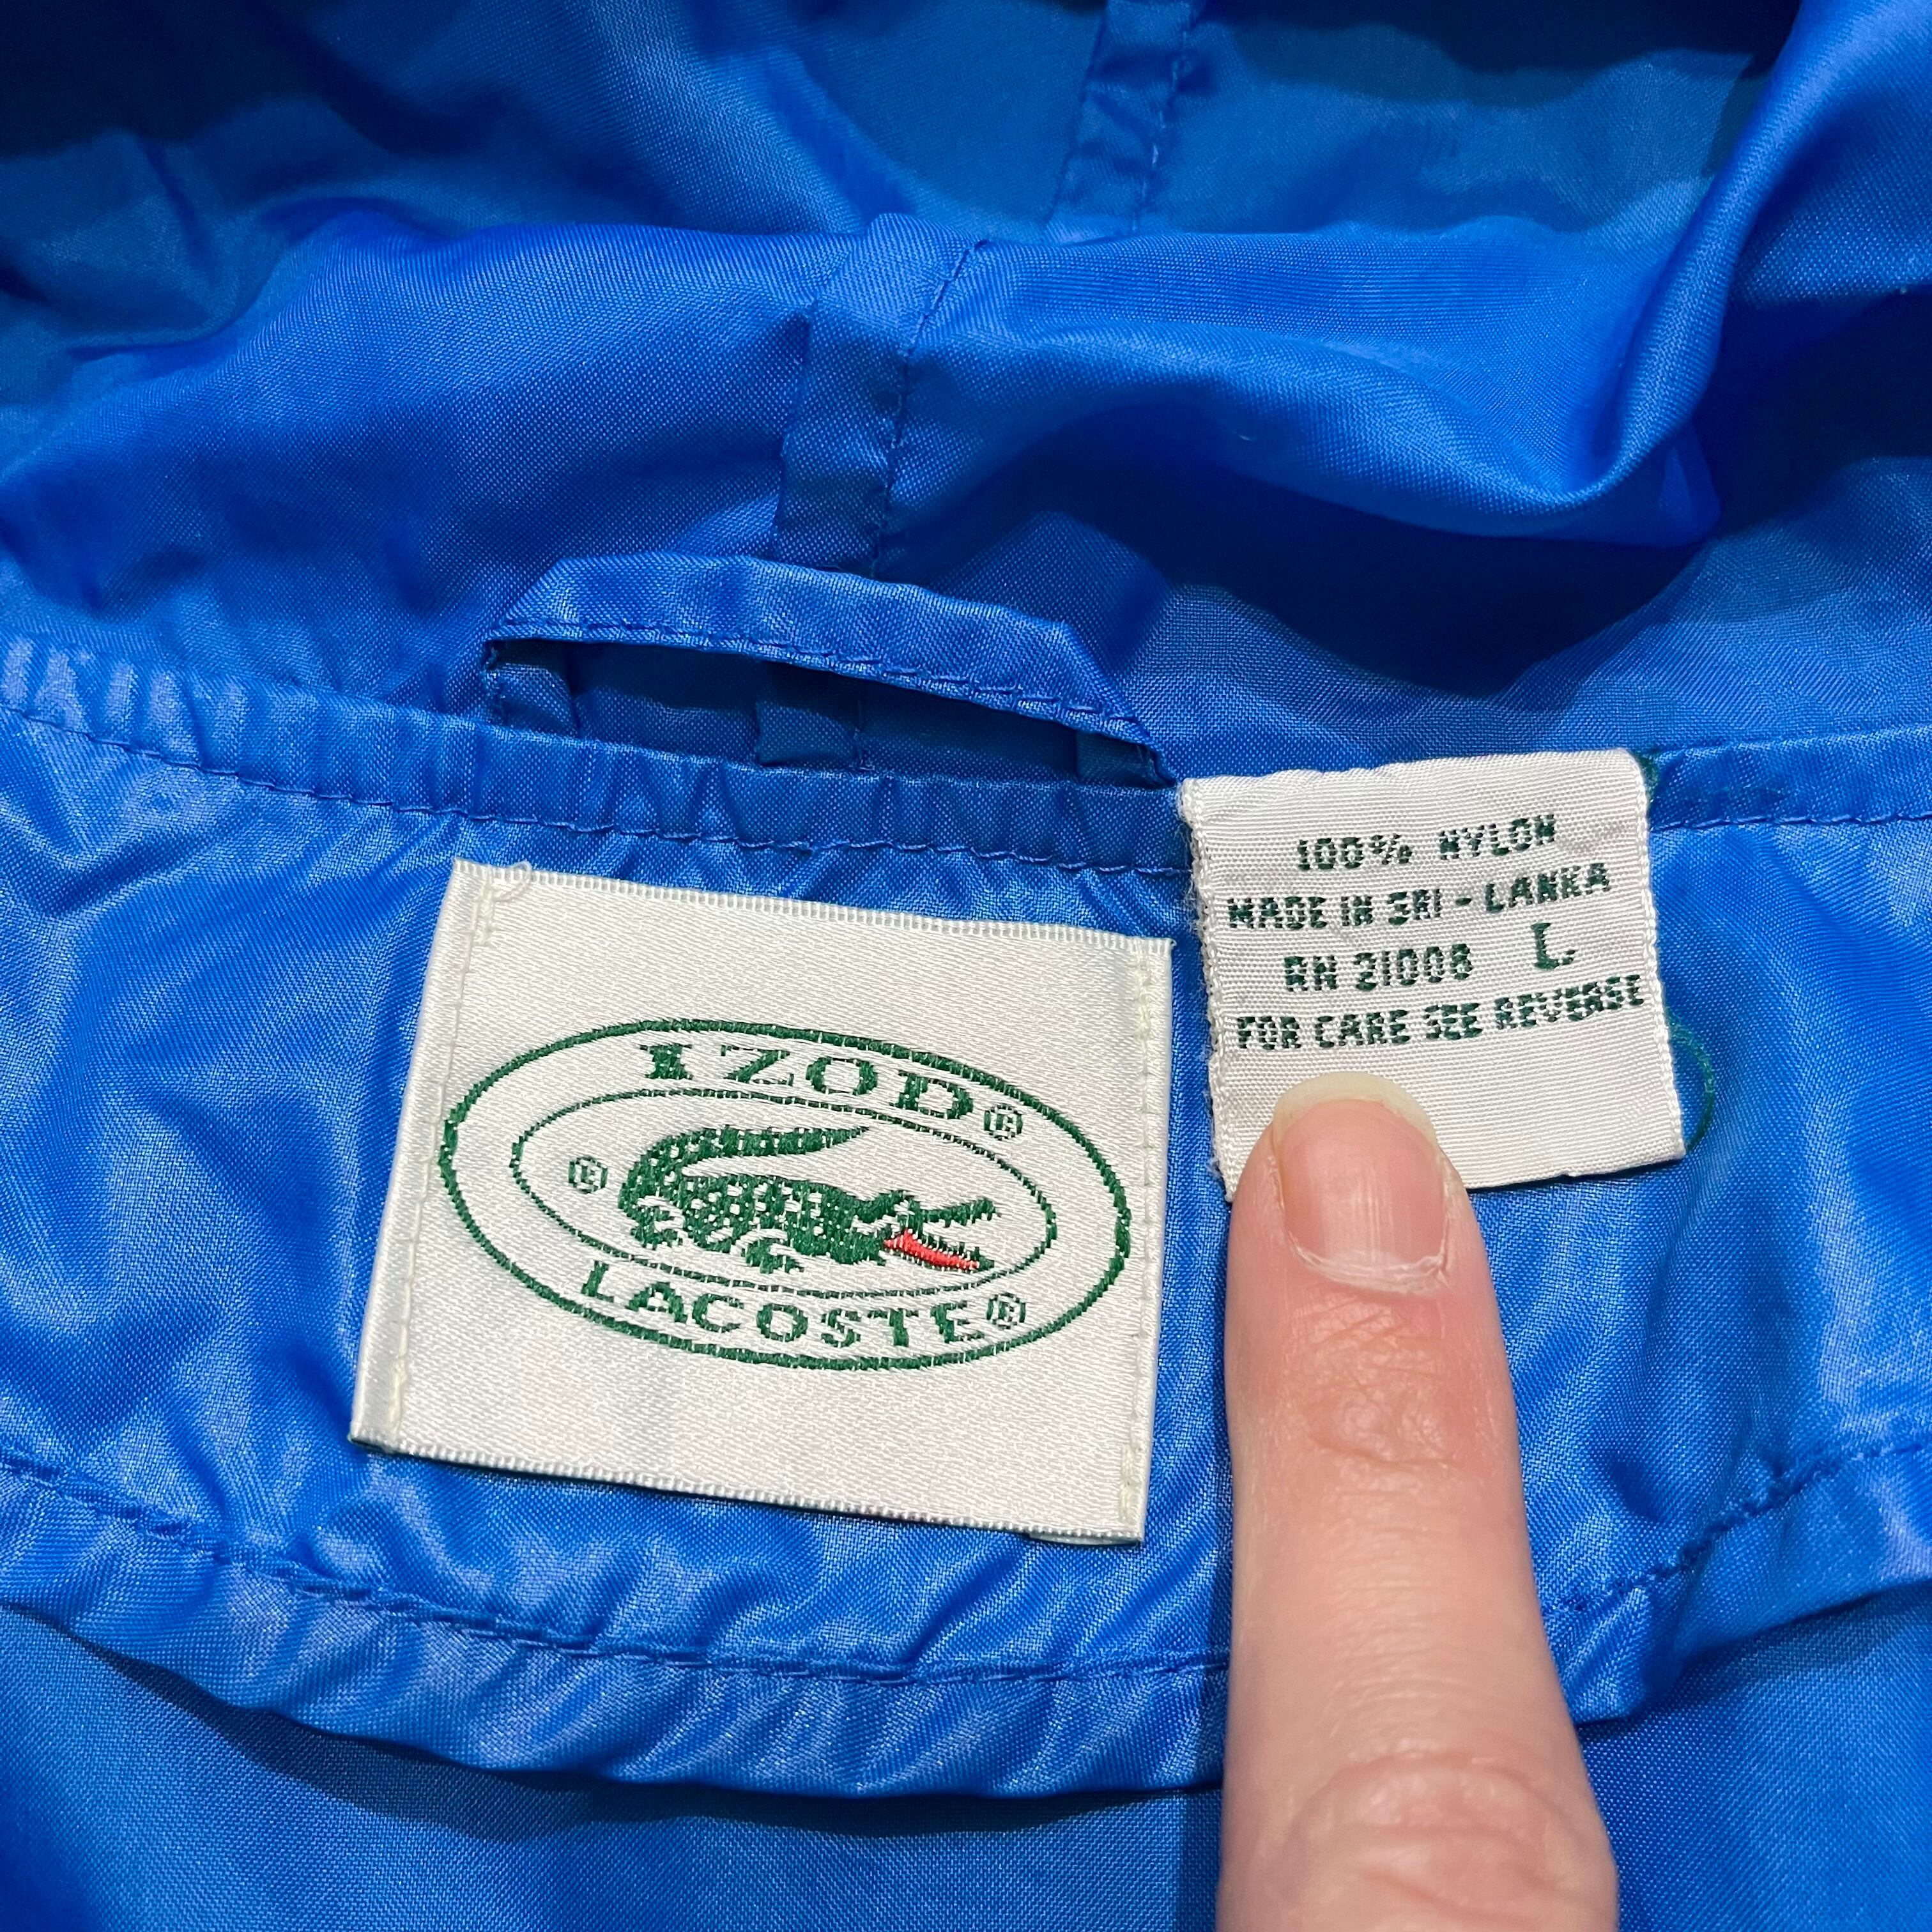 IZOD®
®
LACOSTE®
100% NYLON
MADE IN SRI - LANKA
RN 21008 L
FOR CARE SEE REVERSE